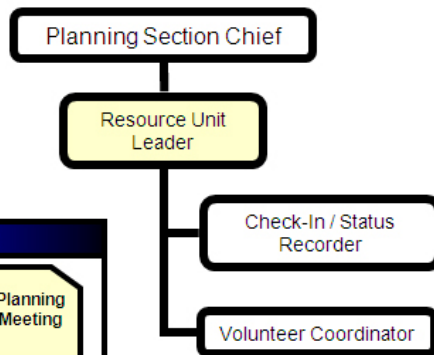 Planning Section Chief
Resource Unit
Leader
Check-In / Status
Recorder
Planning
Meeting
Volunteer Coordinator